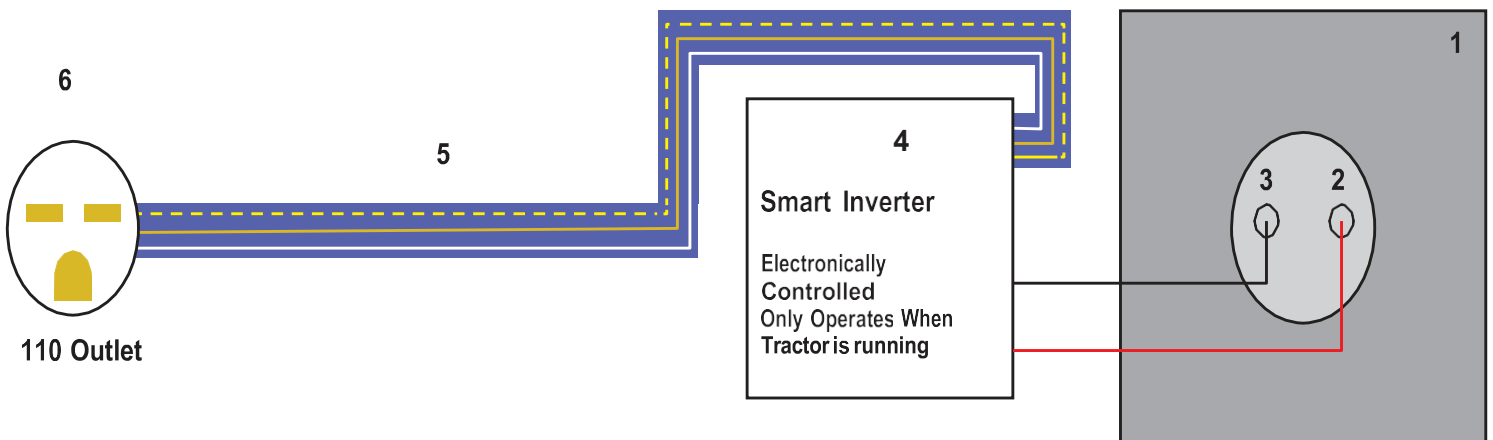 1
6
4
5
3 2
Smart Inverter
Electronically
Controlled
Only Operates When
Tractor is running
110 Outlet